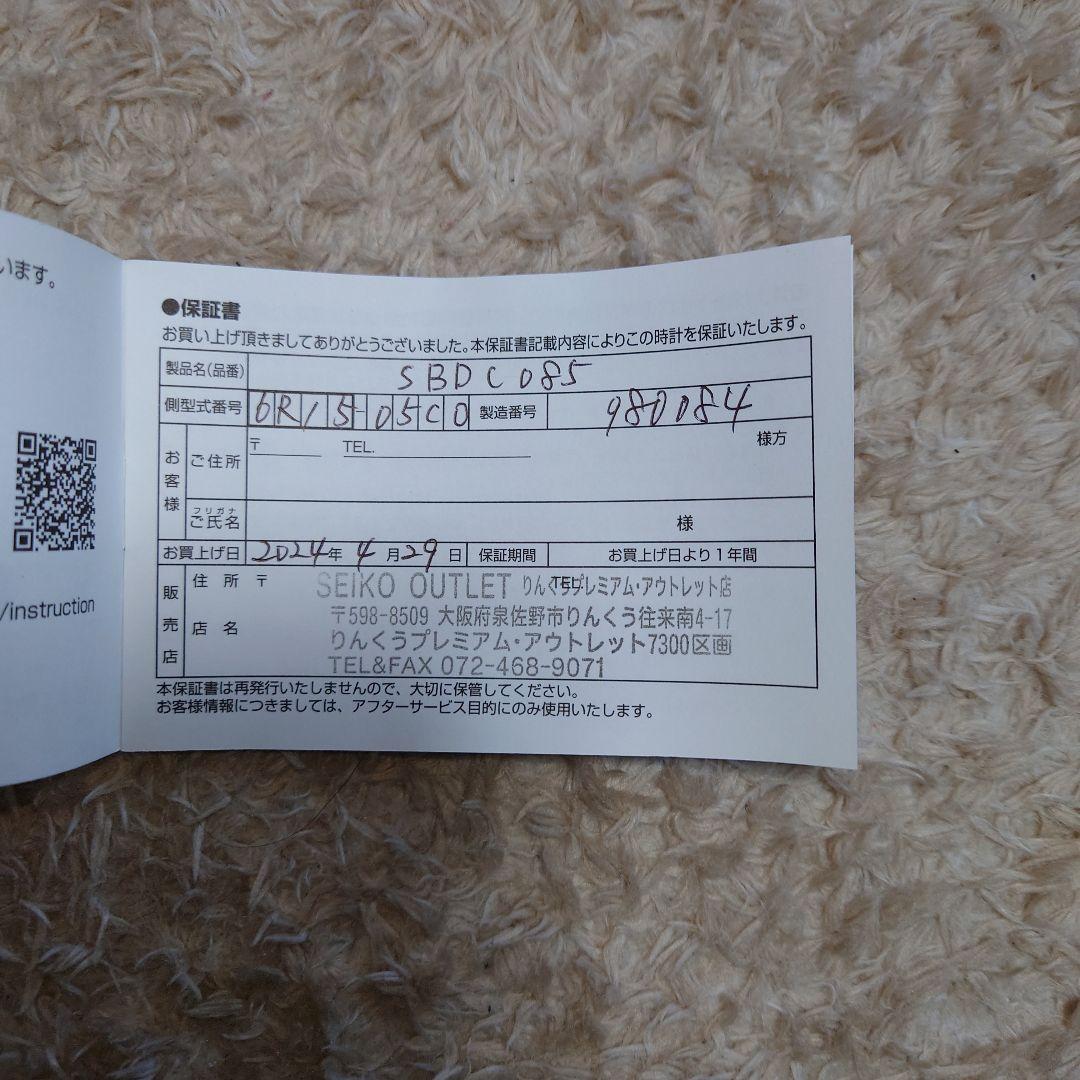 います。
/instruction
●保証書
お買い上げ頂きましてありがとうございました。本保証書記載内容によりこの時計を保証いたします。
製品名(品番) SBDC085
側型式番号 6R15-05C0 製造番号 980084
お客様 ご住所 〒 TEL. 様方
フリガナ
ご氏名 様
お買上げ日 2024年 4月29日 保証期間 お買上げ日より1年間
販売店 住所 〒 TEL.
店名
SEIKO OUTLET りんくうプレミアム・アウトレット店
〒598-8509 大阪府泉佐野市りんくう往来南4-17
りんくうプレミアム・アウトレット7300区画
TEL&FAX 072-468-9071
本保証書は再発行いたしませんので、大切に保管してください。
お客様情報につきましては、アフターサービス目的にのみ使用いたします。